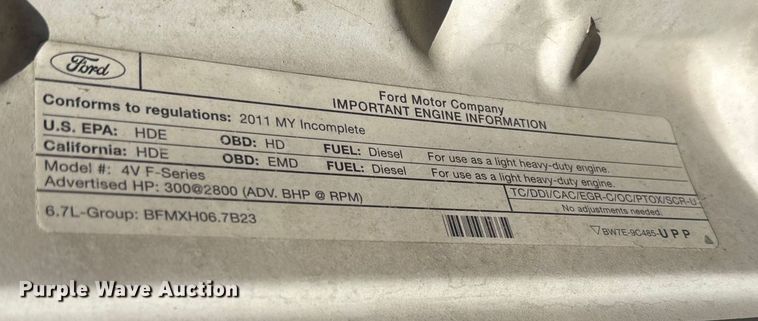 Ford
Ford Motor Company
IMPORTANT ENGINE INFORMATION
Conforms to regulations: 2011 MY Incomplete
U.S. EPA: HDE OBD: HD FUEL: Diesel For use as a light heavy-duty engine.
California: HDE OBD: EMD FUEL: Diesel For use as a light heavy-duty engine.
Model #: 4V F-Series
Advertised HP: 300@2800 (ADV. BHP @ RPM)
TC/DDI/CAC/EGR-C/OC/PTOX/SCR-U
No adjustments needed.
6.7L-Group: BFMXH06.7B23
BW7E-9C485-UPP
Purple Wave Auction